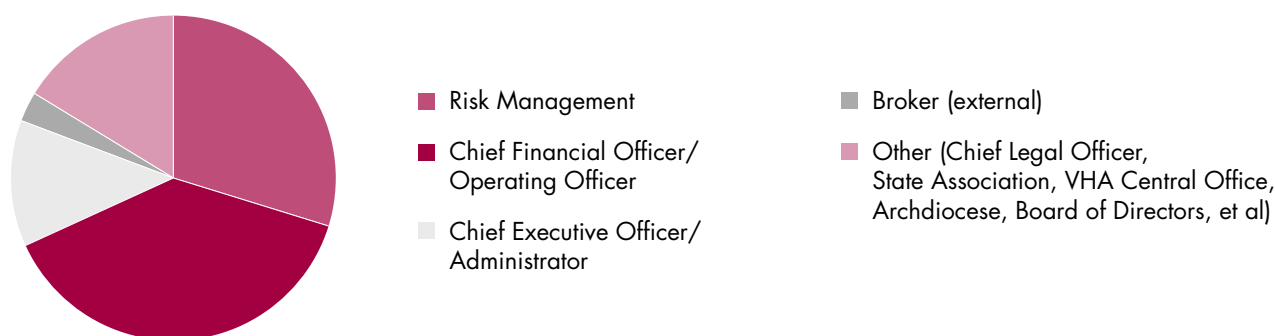 Risk Management
Chief Financial Officer/
Operating Officer
Chief Executive Officer/
Administrator
Broker (external)
Other (Chief Legal Officer,
State Association, VHA Central Office,
Archdiocese, Board of Directors, et al)